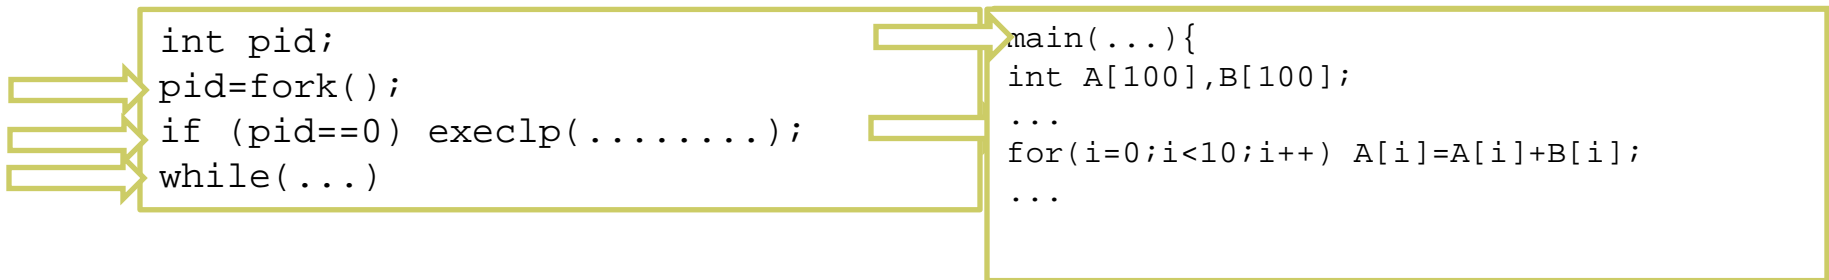 int pid;
pid=fork();
if (pid==0) execlp(........);
while(...)
main(...){
int A[100],B[100];
...
for(i=0;i<10;i++) A[i]=A[i]+B[i];
...